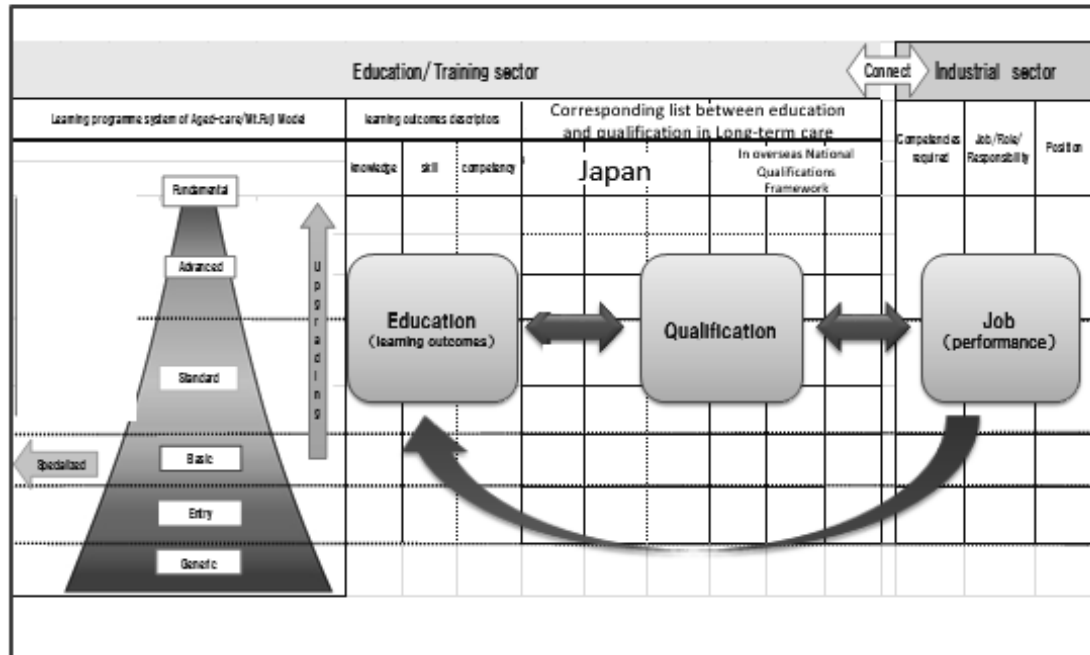 Education/Training sector
Connect
Industrial sector
Learning programme system of Aged-care/Mt.Fuji Model
learning outcomes descriptors
Corresponding list between education
and qualification in Long-term care
Competencies
required
Job/Role/
Responsibility
Position
knowledge
skill
competency
Japan
In overseas National
Qualifications
Framework
Fundamental
Advanced
Standard
Basic
Entry
Generic
Upgrading
Specialized
Education
(learning outcomes)
Qualification
Job
(performance)